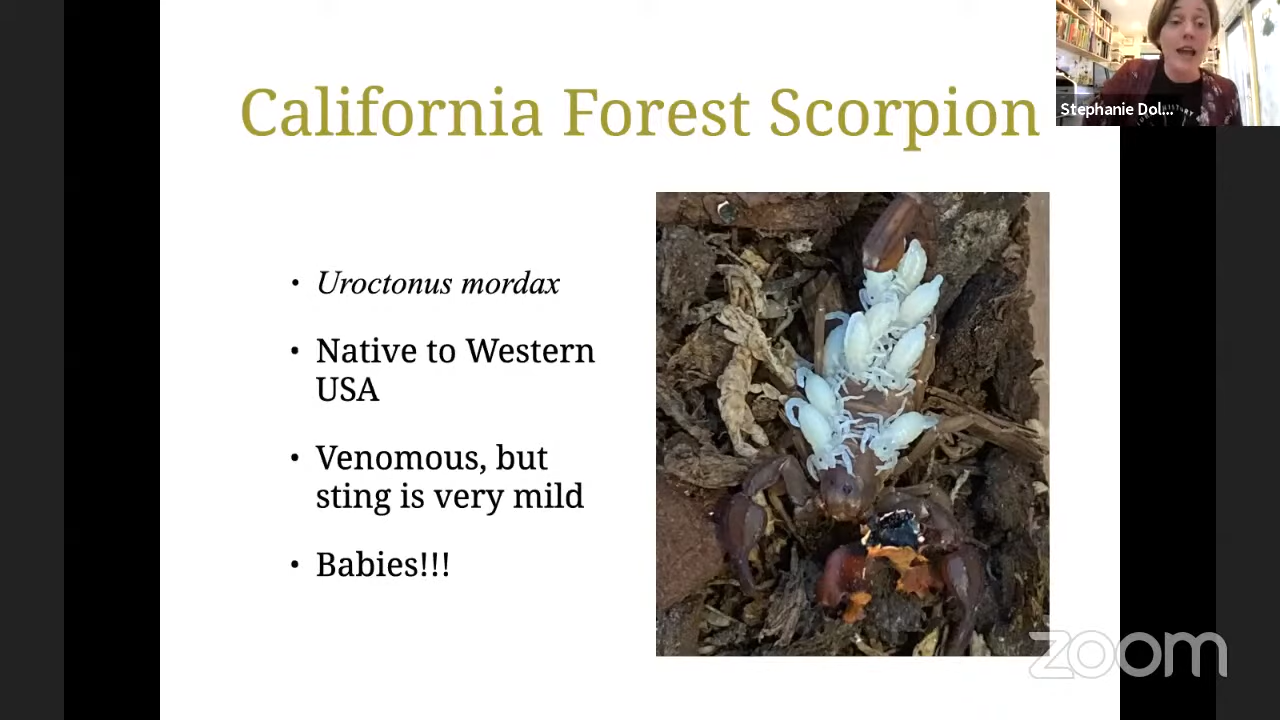 California Forest Scorpion
Stephanie Dol...
• Uroctonus mordax
• Native to Western
USA
• Venomous, but
sting is very mild
• Babies!!!
zoom